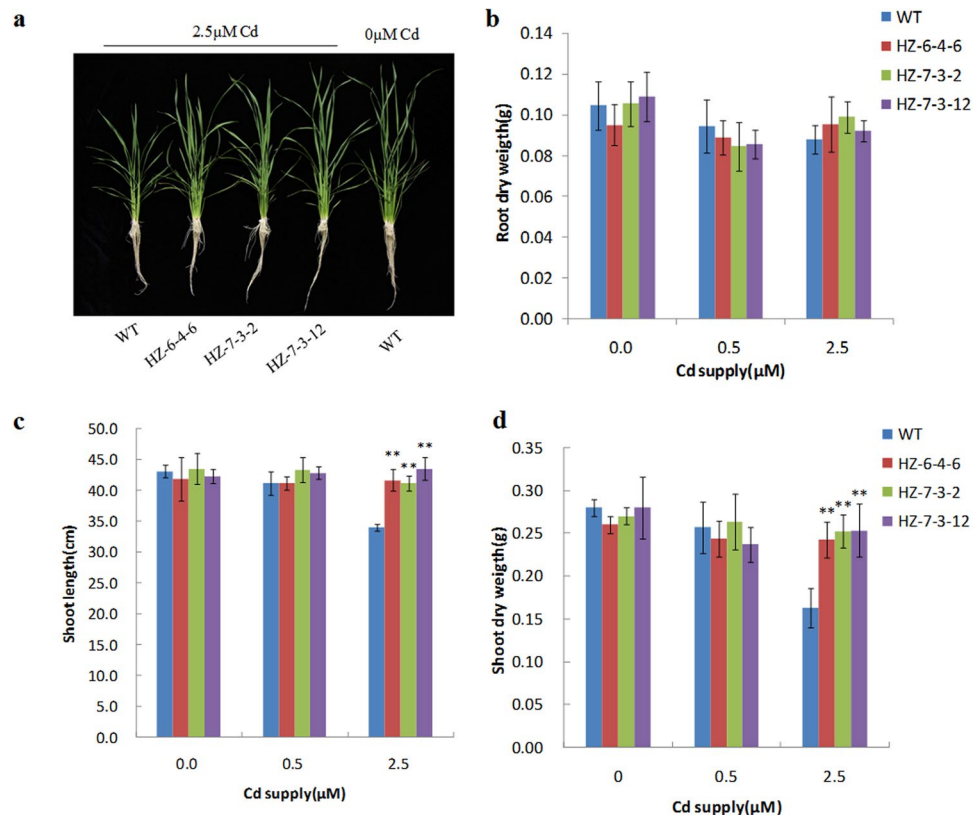 a
2.5μM Cd
0μM Cd
WT
HZ-6-4-6
HZ-7-3-2
HZ-7-3-12
WT
b
Root dry weigth(g)
0.14
0.12
0.10
0.08
0.06
0.04
0.02
0.00
0.0
0.5
2.5
Cd supply(μM)
WT
HZ-6-4-6
HZ-7-3-2
HZ-7-3-12
c
Shoot length(cm)
50.0
45.0
40.0
35.0
30.0
25.0
20.0
15.0
10.0
5.0
0.0
** ** **
0.0
0.5
2.5
Cd supply(μM)
d
Shoot dry weigth(g)
0.35
0.30
0.25
0.20
0.15
0.10
0.05
0.00
** ** **
0
0.5
2.5
Cd supply(μM)
WT
HZ-6-4-6
HZ-7-3-2
HZ-7-3-12